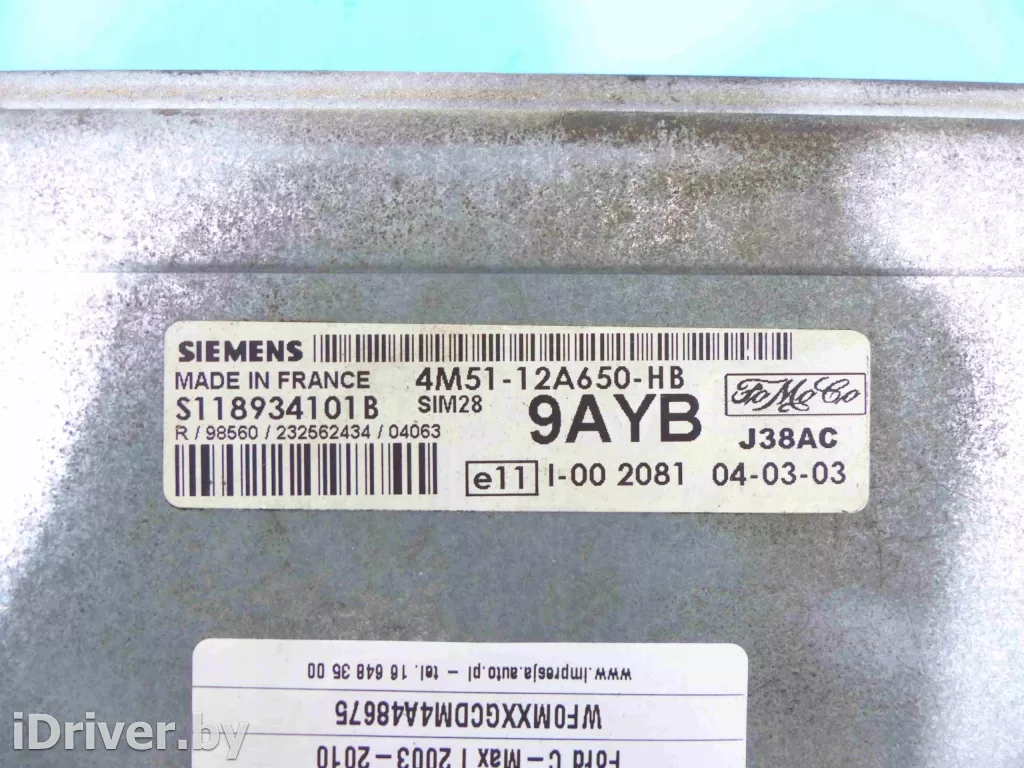 SIEMENS
MADE IN FRANCE
S118934101B
R / 98560 / 232562434 / 04063
4M51-12A650-HB
SIM28
9AYB
FoMoCo
J38AC
e11 I-00 2081 04-03-03
www.impresja.auto.pl - tel. 16 648 35 00
WF0MXXGCDM4A48675
Ford C-Max I 2003-2010
iDriver.by